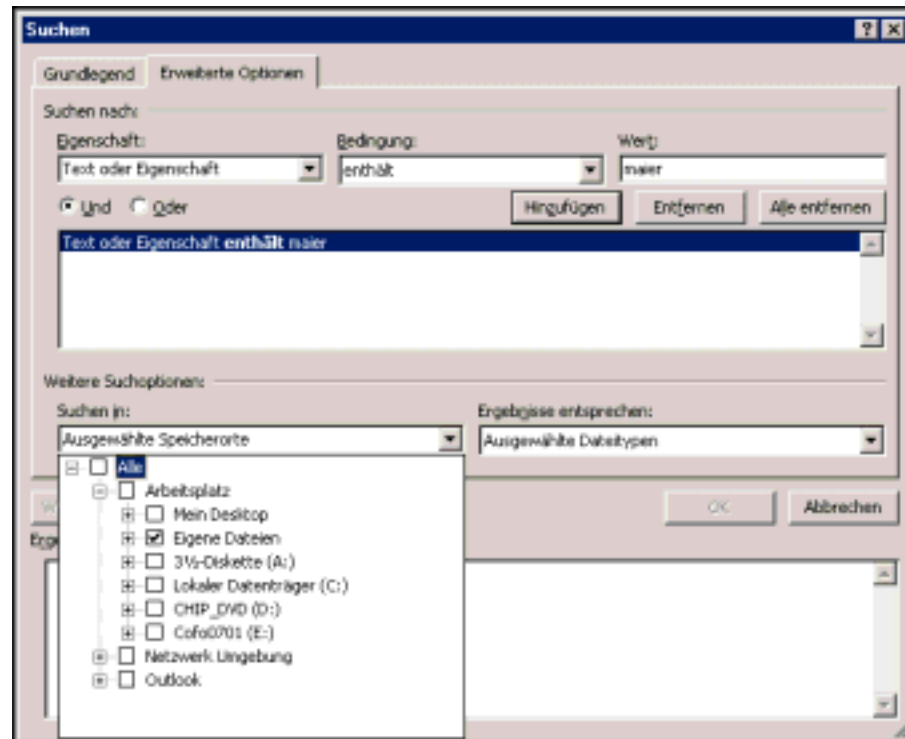 Suchen
Grundlegend Erweiterte Optionen
Suchen nach:
Eigenschaft: Bedingung: Wert:
Text oder Eigenschaft enthält maier
Und Oder Hinzufügen Entfernen Alle entfernen
Text oder Eigenschaft enthält maier
Weitere Suchoptionen:
Suchen in: Ergebnisse entsprechen:
Ausgewählte Speicherorte Ausgewählte Dateitypen
Alle
Arbeitsplatz
OK Abbrechen
Mein Desktop
Eigene Dateien
3½-Diskette (A:)
Lokaler Datenträger (C:)
CHIP_DVD (D:)
Cofo0701 (E:)
Netzwerk Umgebung
Outlook